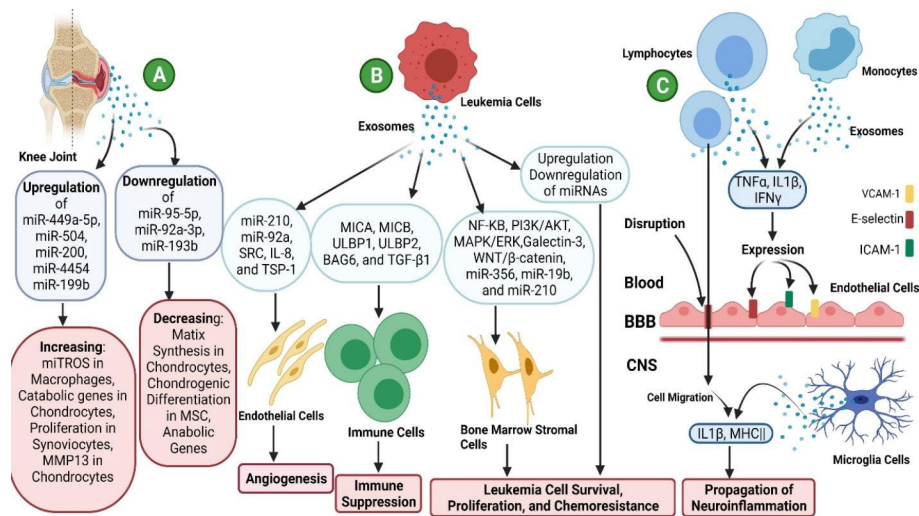 A
Knee Joint
Upregulation
of
miR-449a-5p,
miR-504,
miR-200,
miR-4454
miR-199b
Downregulation
of
miR-95-5p,
miR-92a-3p,
miR-193b
Increasing:
miTROS in
Macrophages,
Catabolic genes in
Chondrocytes,
Proliferation in
Synoviocytes,
MMP13 in
Chondrocytes
Decreasing:
Matix
Synthesis in
Chondrocytes,
Chondrogenic
Differentiation
in MSC,
Anabolic
Genes
B
Leukemia Cells
Exosomes
miR-210,
miR-92a,
SRC, IL-8,
and TSP-1
MICA, MICB,
ULBP1, ULBP2,
BAG6, and TGF-β1
NF-KB, PI3K/AKT,
MAPK/ERK,Galectin-3,
WNT/β-catenin,
miR-356, miR-19b,
and miR-210
Upregulation
Downregulation
of miRNAs
Endothelial Cells
Immune Cells
Bone Marrow Stromal
Cells
Angiogenesis
Immune
Suppression
Leukemia Cell Survival,
Proliferation, and Chemoresistance
C
Lymphocytes
Monocytes
Exosomes
TNFα, IL1β,
IFNγ
VCAM-1
E-selectin
ICAM-1
Disruption
Expression
Endothelial Cells
Blood
BBB
CNS
Cell Migration
IL1β, MHC||
Microglia Cells
Propagation of
Neuroinflammation